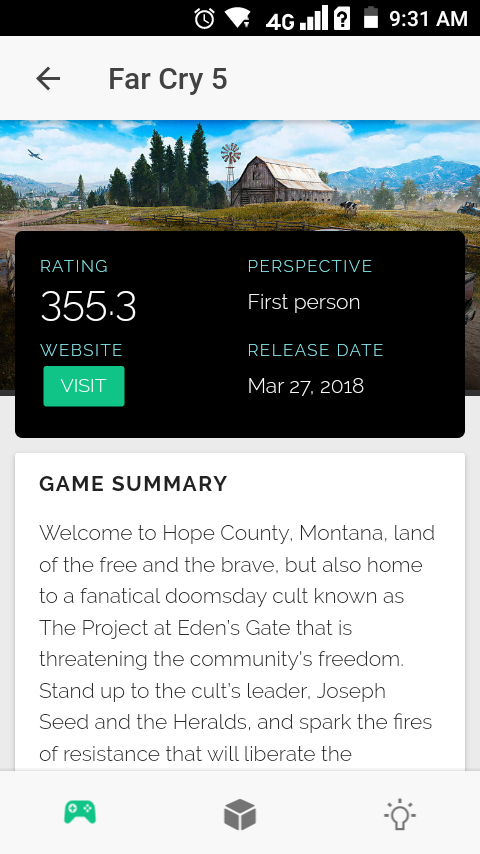 4G 9:31 AM
Far Cry 5
RATING
355.3
PERSPECTIVE
First person
WEBSITE
VISIT
RELEASE DATE
Mar 27, 2018
GAME SUMMARY
Welcome to Hope County, Montana, land
of the free and the brave, but also home
to a fanatical doomsday cult known as
The Project at Eden's Gate that is
threatening the community's freedom.
Stand up to the cult's leader, Joseph
Seed and the Heralds, and spark the fires
of resistance that will liberate the